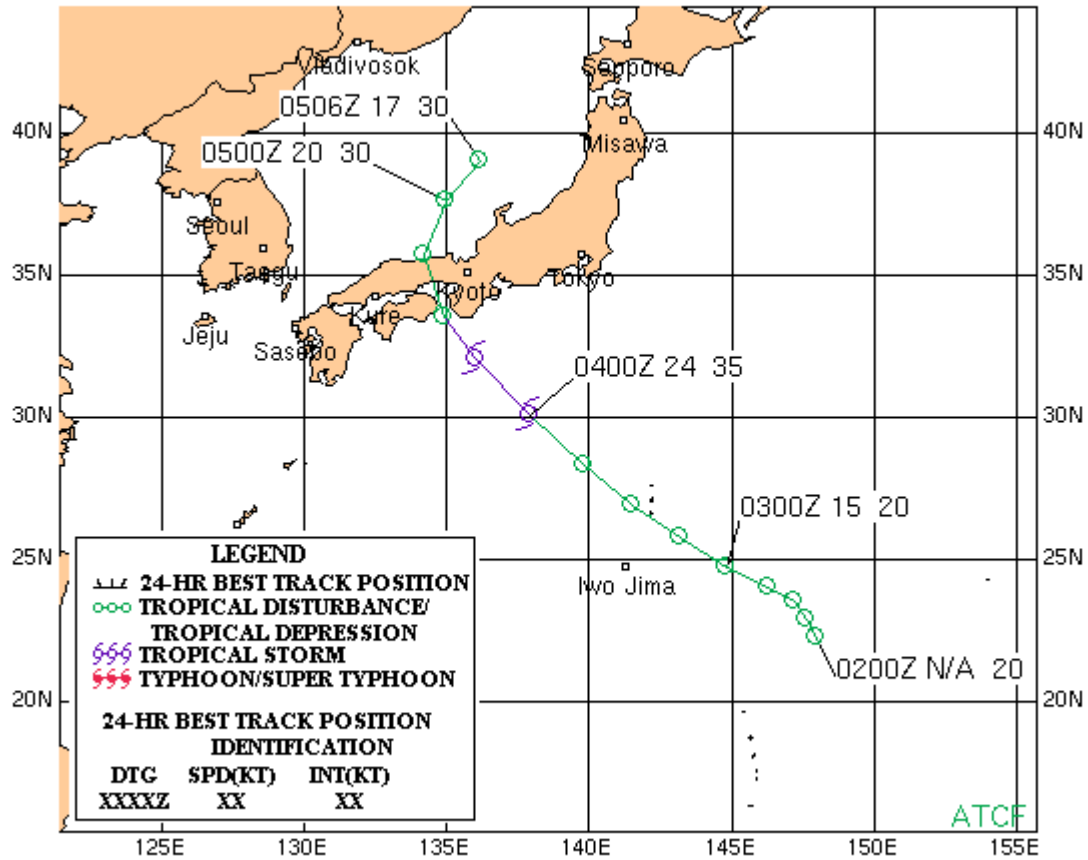 Vladivosok
Sapporo
0506Z 17 30
40N
40N
Misawa
0500Z 20 30
Seoul
Taegu
35N
35N
Kyoto
Tokyo
Kure
Jeju
Sasebo
0400Z 24 35
30N
30N
0300Z 15 20
25N
25N
Iwo Jima
LEGEND
24-HR BEST TRACK POSITION
TROPICAL DISTURBANCE/
TROPICAL DEPRESSION
TROPICAL STORM
TYPHOON/SUPER TYPHOON
0200Z N/A 20
20N
20N
24-HR BEST TRACK POSITION
IDENTIFICATION
DTG SPD(KT) INT(KT)
XXXXZ XX XX
ATCF
125E 130E 135E 140E 145E 150E 155E